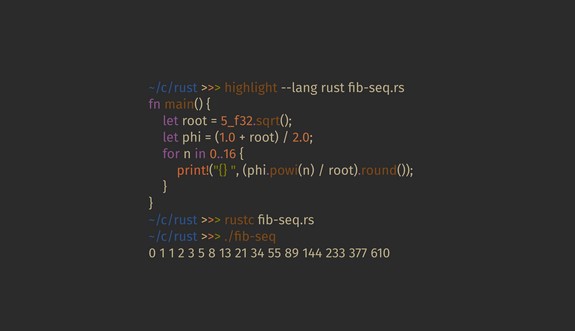 ~/c/rust >>> highlight --lang rust fib-seq.rs
fn main() {
    let root = 5_f32.sqrt();
    let phi = (1.0 + root) / 2.0;
    for n in 0..16 {
        print!("{} ", (phi.powi(n) / root).round());
    }
}
~/c/rust >>> rustc fib-seq.rs
~/c/rust >>> ./fib-seq
0 1 1 2 3 5 8 13 21 34 55 89 144 233 377 610